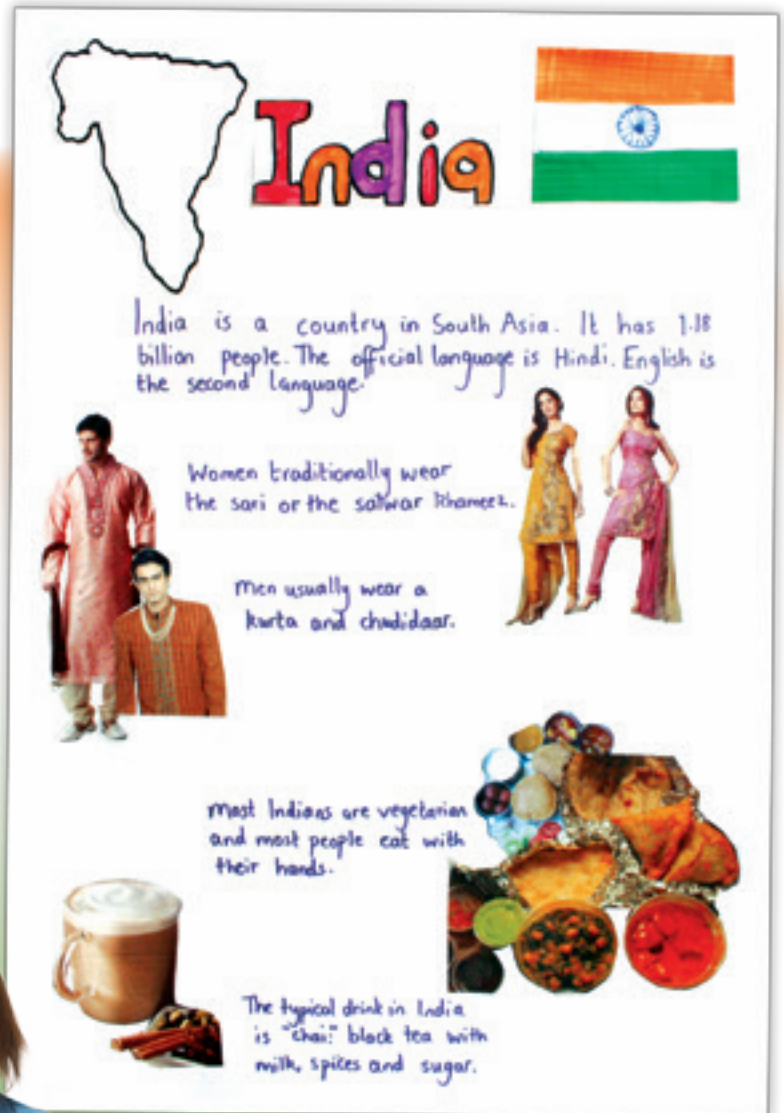 India
India is a country in South Asia. It has 1.18
billion people. The official language is Hindi. English is
the second language.
Women traditionally wear
the sari or the salwar khameez.
Men usually wear a
kurta and chudidaar.
Most Indians are vegetarian
and most people eat with
their hands.
The typical drink in India
is "chai:" black tea with
milk, spices and sugar.